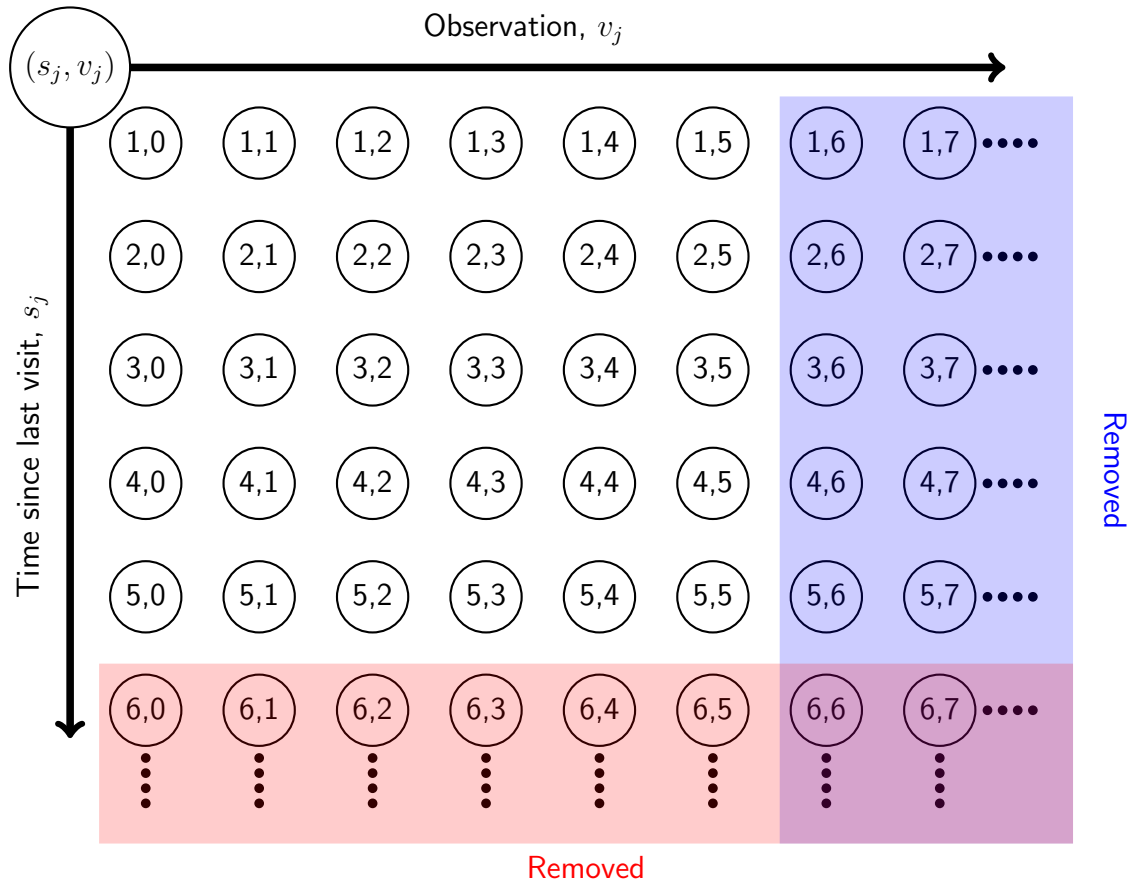 Observation, v_j
(s_j, v_j)
1,0 1,1 1,2 1,3 1,4 1,5 1,6 1,7
2,0 2,1 2,2 2,3 2,4 2,5 2,6 2,7
3,0 3,1 3,2 3,3 3,4 3,5 3,6 3,7
4,0 4,1 4,2 4,3 4,4 4,5 4,6 4,7
5,0 5,1 5,2 5,3 5,4 5,5 5,6 5,7
6,0 6,1 6,2 6,3 6,4 6,5 6,6 6,7
Time since last visit, s_j
Removed
Removed